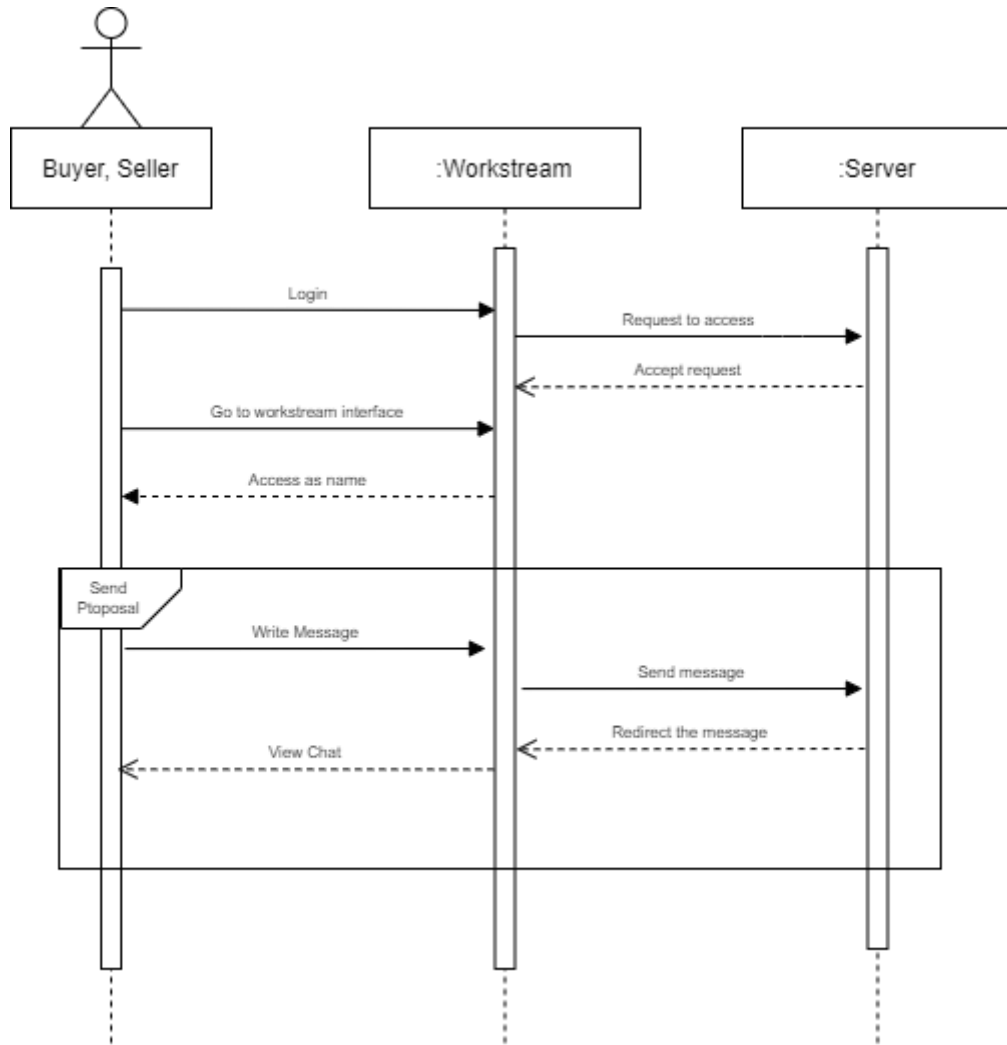 Buyer, Seller
:Workstream
:Server
Login
Request to access
Accept request
Go to workstream interface
Access as name
Send
Ptoposal
Write Message
Send message
Redirect the message
View Chat